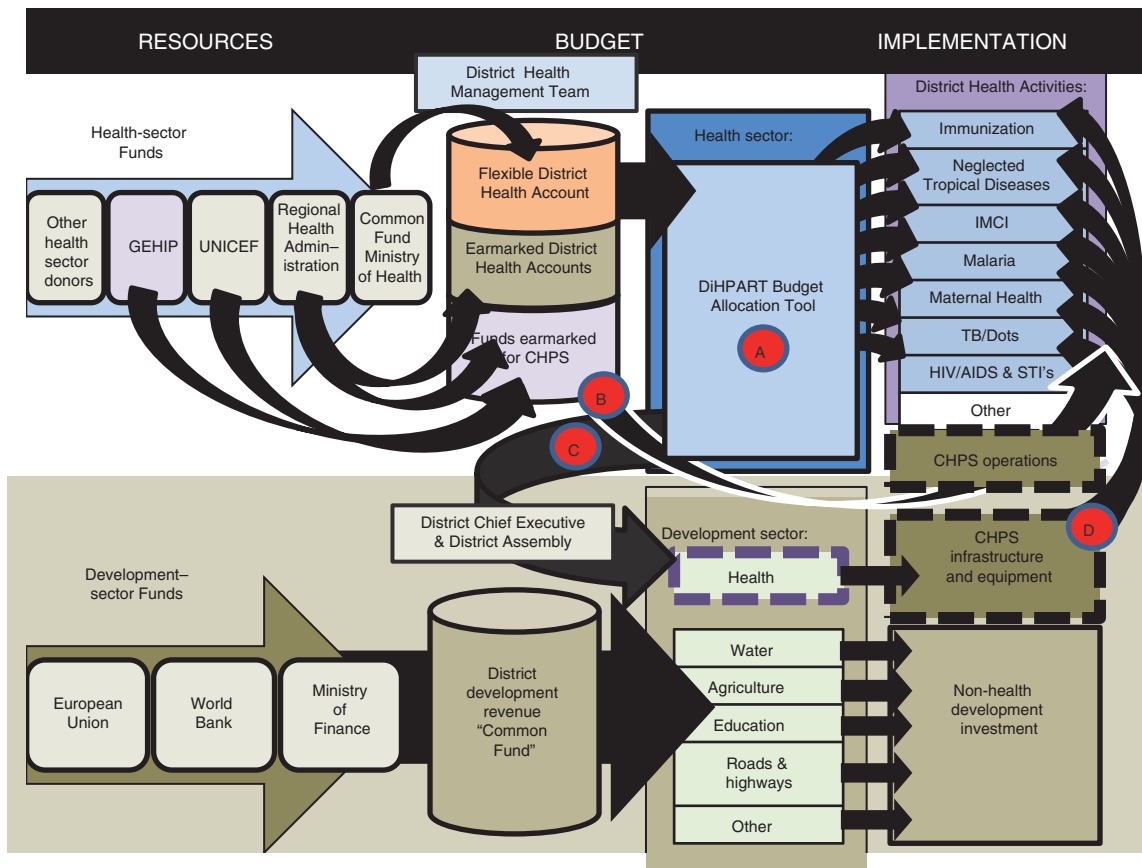 RESOURCES
BUDGET
IMPLEMENTATION
District Health
Management Team
District Health Activities:
Health-sector
Funds
Health sector:
Other
health
sector
donors
GEHIP
UNICEF
Regional
Health
Admin–
istration
Common
Fund
Ministry
of Health
Flexible District
Health Account
Earmarked District
Health Accounts
Funds earmarked
for CHPS
DiHPART Budget
Allocation Tool
A
B
C
Immunization
Neglected
Tropical Diseases
IMCI
Malaria
Maternal Health
TB/Dots
HIV/AIDS & STI's
Other
CHPS operations
District Chief Executive
& District Assembly
Development sector:
Health
CHPS
infrastructure
and equipment
D
Development–
sector Funds
European
Union
World
Bank
Ministry
of
Finance
District
development
revenue
“Common
Fund”
Water
Agriculture
Education
Roads &
highways
Other
Non-health
development
investment